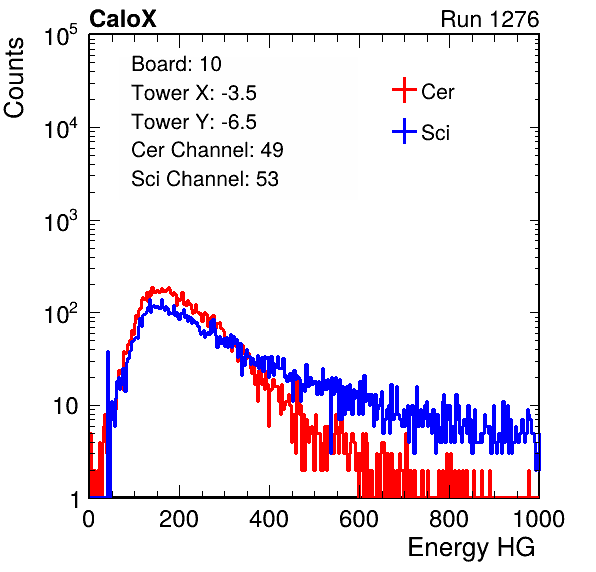 CaloX Run 1276
Counts
Board: 10
Tower X: -3.5
Tower Y: -6.5
Cer Channel: 49
Sci Channel: 53
Cer
Sci
10^5
10^4
10^3
10^2
10
1
0 200 400 600 800 1000
Energy HG